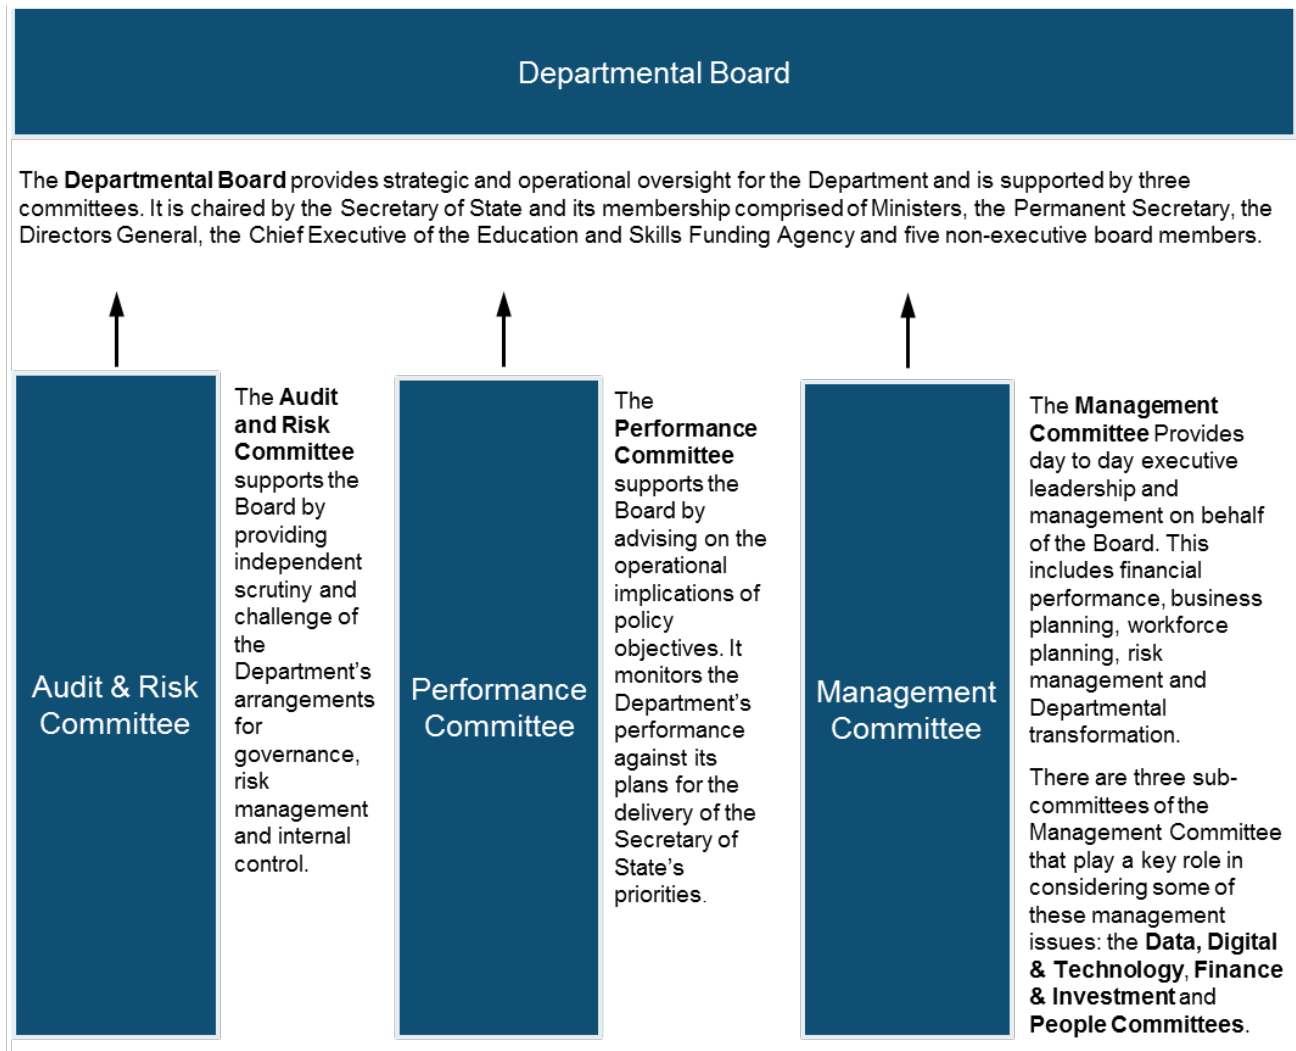 Departmental Board
The Departmental Board provides strategic and operational oversight for the Department and is supported by three
committees. It is chaired by the Secretary of State and its membership comprised of Ministers, the Permanent Secretary, the
Directors General, the Chief Executive of the Education and Skills Funding Agency and five non-executive board members.
Audit & Risk
Committee
The Audit
and Risk
Committee
supports the
Board by
providing
independent
scrutiny and
challenge of
the
Department’s
arrangements
for
governance,
risk
management
and internal
control.
Performance
Committee
The
Performance
Committee
supports the
Board by
advising on the
operational
implications of
policy
objectives. It
monitors the
Department’s
performance
against its
plans for the
delivery of the
Secretary of
State’s
priorities.
Management
Committee
The Management
Committee Provides
day to day executive
leadership and
management on behalf
of the Board. This
includes financial
performance, business
planning, workforce
planning, risk
management and
Departmental
transformation.
There are three sub-
committees of the
Management Committee
that play a key role in
considering some of
these management
issues: the Data, Digital
& Technology, Finance
& Investment and
People Committees.